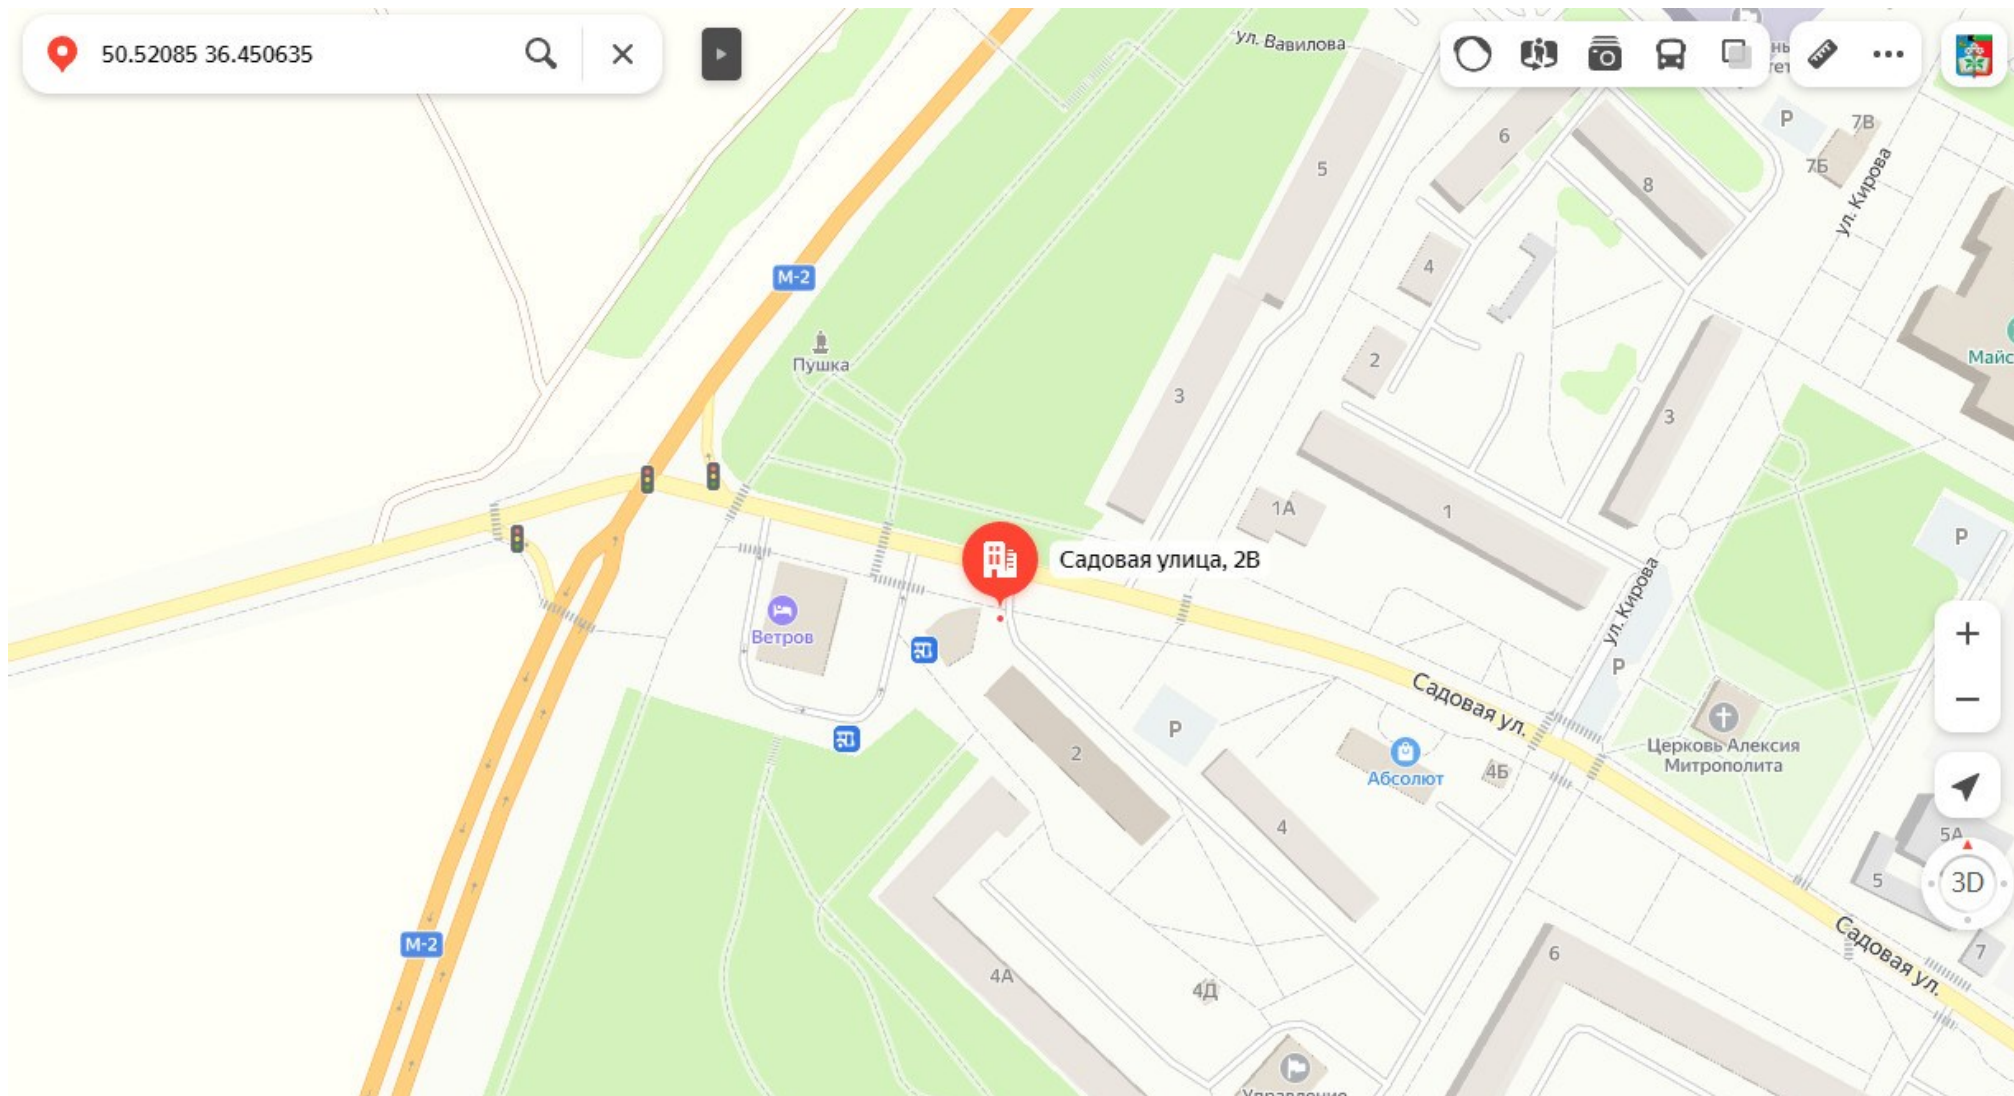 50.52085 36.450635
ул. Вавилова
6
P
7В
7Б
5
8
ул. Кирова
4
М-2
Пушка
2
Майс
3
3
1А
1
P
Садовая улица, 2В
ул. Кирова
Ветров
P
Садовая ул.
P
2
Церковь Алексия
Митрополита
Абсолют
4Б
4
5А
5
3D
М-2
Садовая ул.
4А
4Д
6
7
Управление